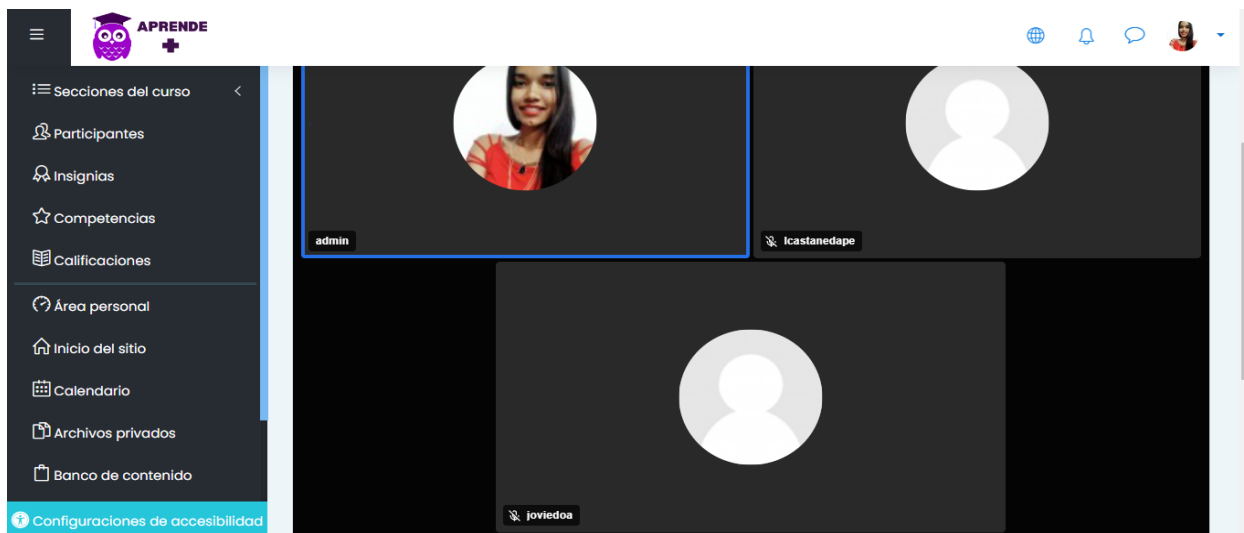 APRENDE
Secciones del curso
Participantes
Insignias
Competencias
Calificaciones
Área personal
Inicio del sitio
Calendario
Archivos privados
Banco de contenido
Configuraciones de accesibilidad
admin
lcastanedape
joviedoa